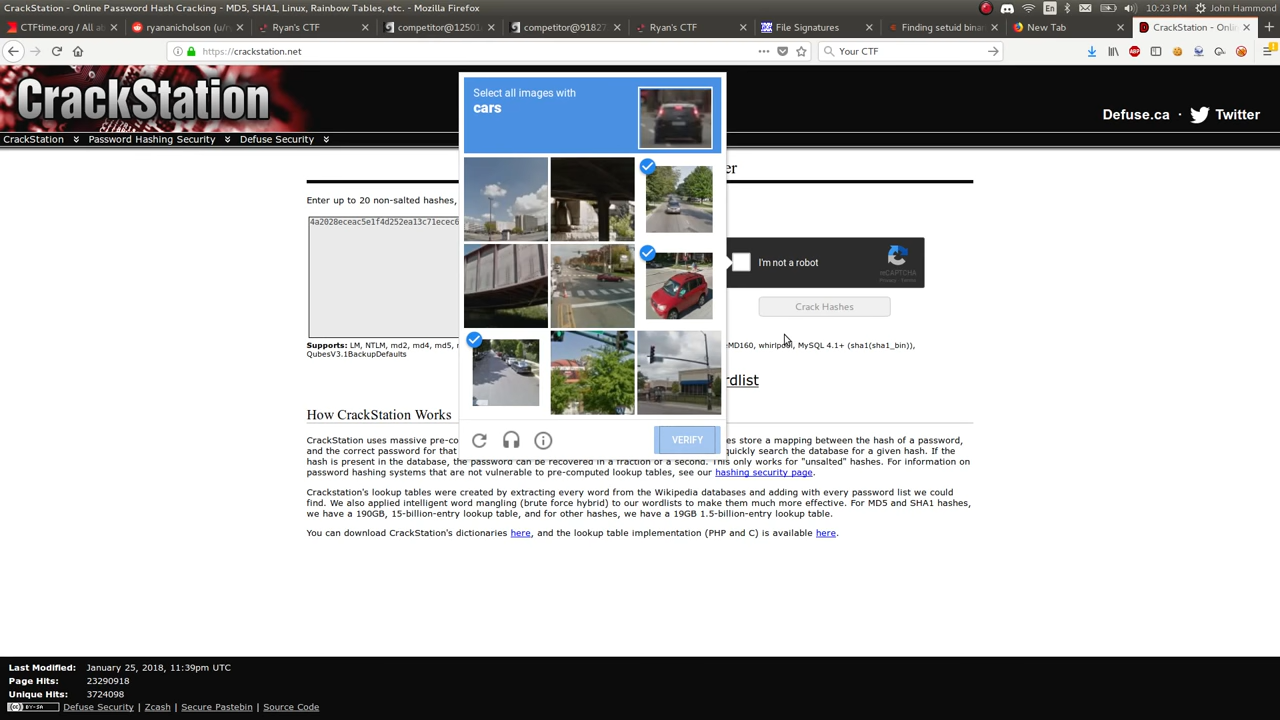 CrackStation - Online Password Hash Cracking - MD5, SHA1, Linux, Rainbow Tables, etc. - Mozilla Firefox
En
10:23 PM
John Hammond
CTFtime.org / All ab
ryananicholson (u/r
Ryan's CTF
competitor@12501
competitor@91827
Ryan's CTF
File Signatures
Finding setuid binar
New Tab
CrackStation - Onli
https://crackstation.net
Your CTF
CrackStation
Defuse.ca · Twitter
CrackStation
Password Hashing Security
Defuse Security
Select all images with
cars
er
Enter up to 20 non-salted hashes,
4a2028eceac5e1f4d252ea13c71ecec6
I'm not a robot
reCAPTCHA
Privacy - Terms
Crack Hashes
VERIFY
Supports: LM, NTLM, md2, md4, md5,
eMD160, whirlpool, MySQL 4.1+ (sha1(sha1_bin)),
QubesV3.1BackupDefaults
rdlist
How CrackStation Works
CrackStation uses massive pre-co
es store a mapping between the hash of a password,
and the correct password for that
quickly search the database for a given hash. If the
hash is present in the database, the password can be recovered in a fraction of a second. This only works for "unsalted" hashes. For information on
password hashing systems that are not vulnerable to pre-computed lookup tables, see our hashing security page.
Crackstation's lookup tables were created by extracting every word from the Wikipedia databases and adding with every password list we could
find. We also applied intelligent word mangling (brute force hybrid) to our wordlists to make them much more effective. For MD5 and SHA1 hashes,
we have a 190GB, 15-billion-entry lookup table, and for other hashes, we have a 19GB 1.5-billion-entry lookup table.
You can download CrackStation's dictionaries here, and the lookup table implementation (PHP and C) is available here.
Last Modified: January 25, 2018, 11:39pm UTC
Page Hits: 23290918
Unique Hits: 3724098
Defuse Security | Zcash | Secure Pastebin | Source Code